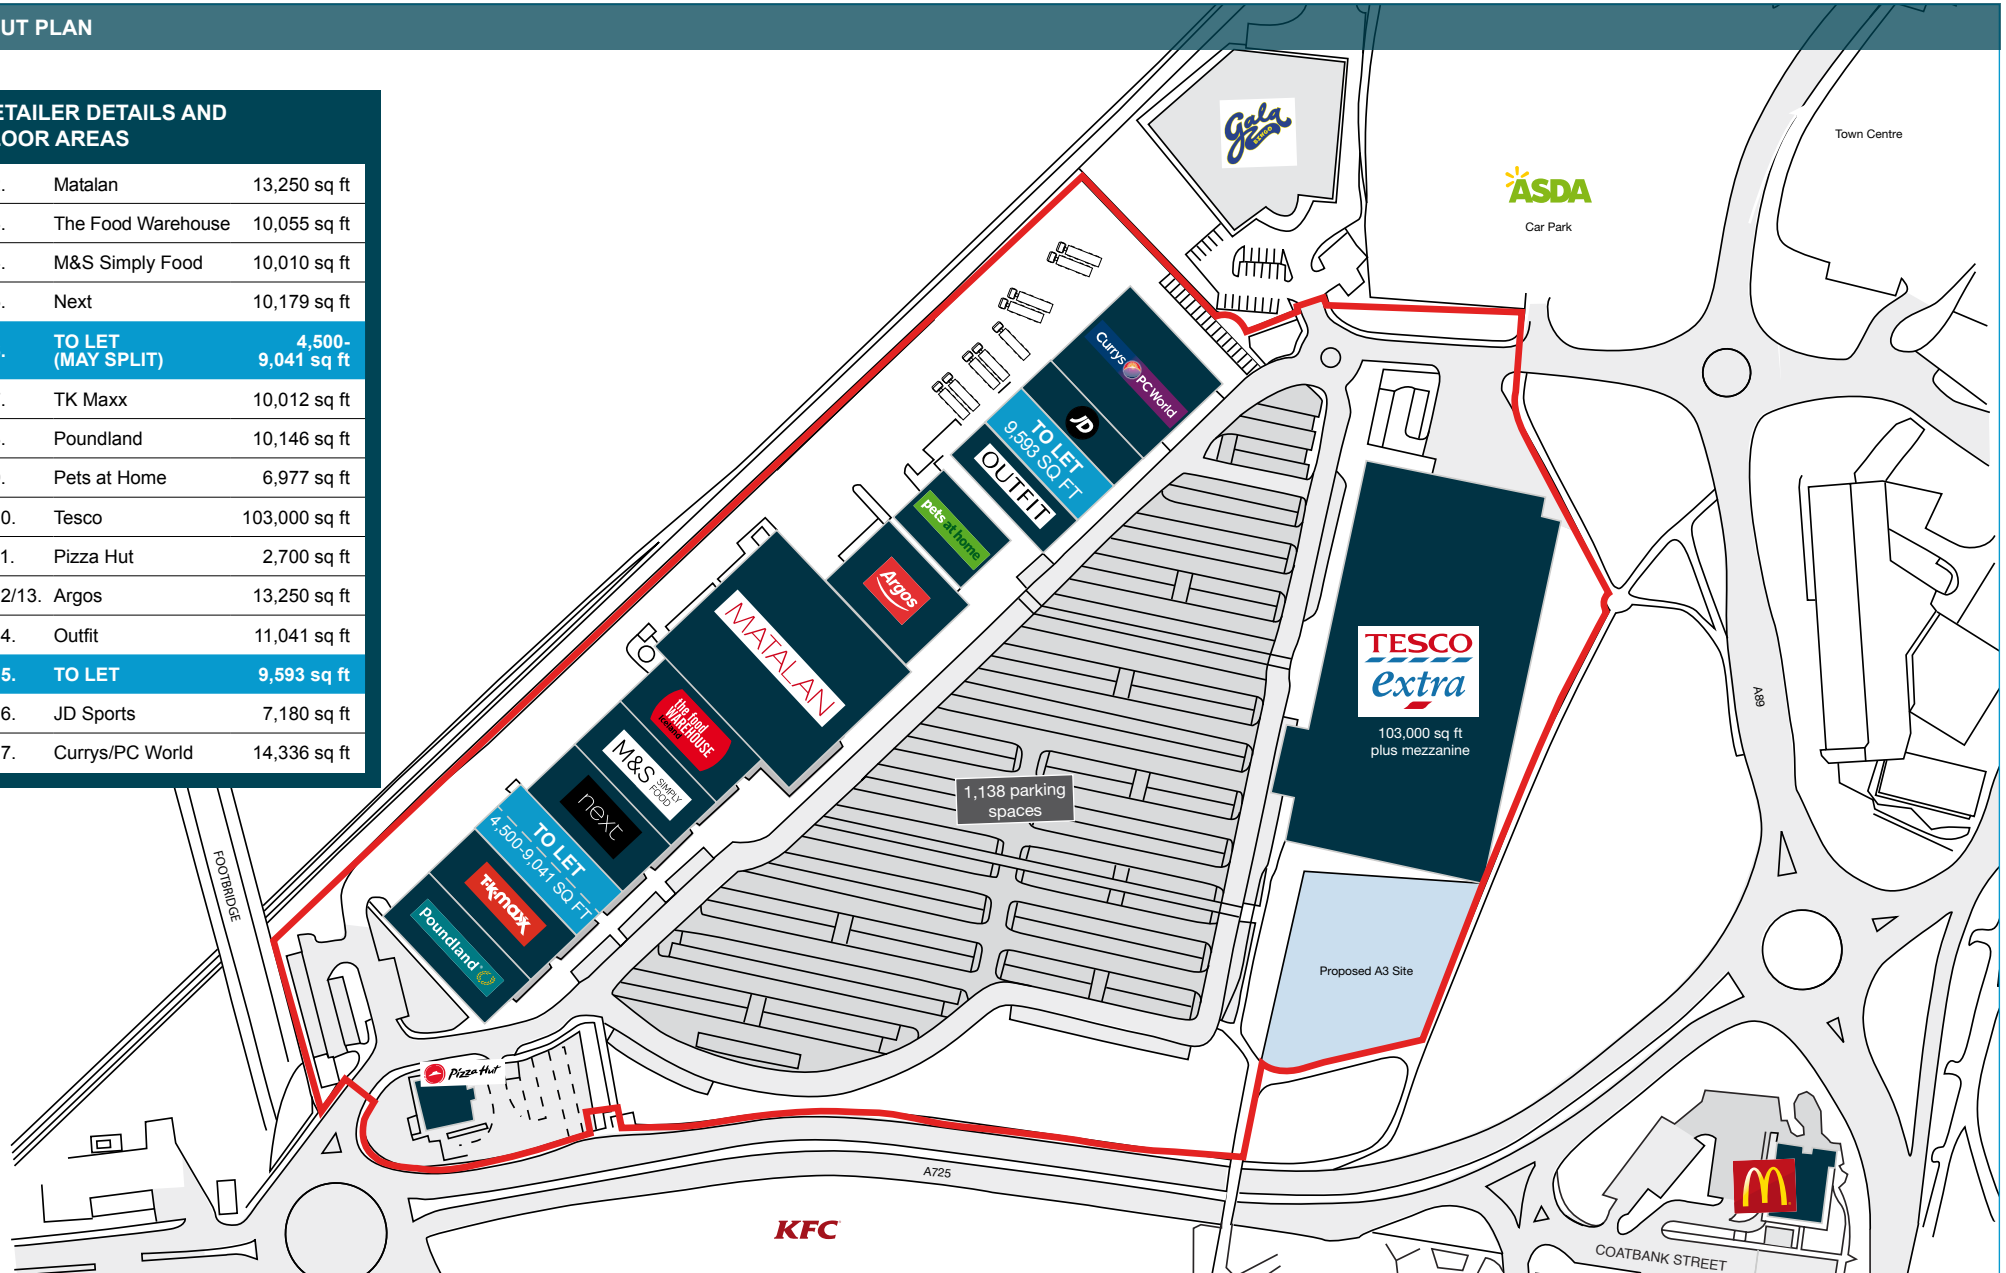 UT PLAN
ETAILER DETAILS AND
OOR AREAS
. Matalan 13,250 sq ft
. The Food Warehouse 10,055 sq ft
. M&S Simply Food 10,010 sq ft
. Next 10,179 sq ft
. TO LET (MAY SPLIT) 4,500-9,041 sq ft
. TK Maxx 10,012 sq ft
. Poundland 10,146 sq ft
. Pets at Home 6,977 sq ft
0. Tesco 103,000 sq ft
1. Pizza Hut 2,700 sq ft
2/13. Argos 13,250 sq ft
4. Outfit 11,041 sq ft
5. TO LET 9,593 sq ft
6. JD Sports 7,180 sq ft
7. Currys/PC World 14,336 sq ft
Gala
BINGO
ASDA
Car Park
Town Centre
Currys
PC World
JD
TO LET
9,593 SQ FT
OUTFIT
pets at home
Argos
MATALAN
the food
WAREHOUSE
Iceland
M&S
SIMPLY
FOOD
next
TO LET
4,500-9,041 SQ FT
TK maxx
Poundland
TESCO
extra
103,000 sq ft
plus mezzanine
1,138 parking
spaces
Proposed A3 Site
A89
FOOTBRIDGE
Pizza Hut
A725
KFC
COATBANK STREET